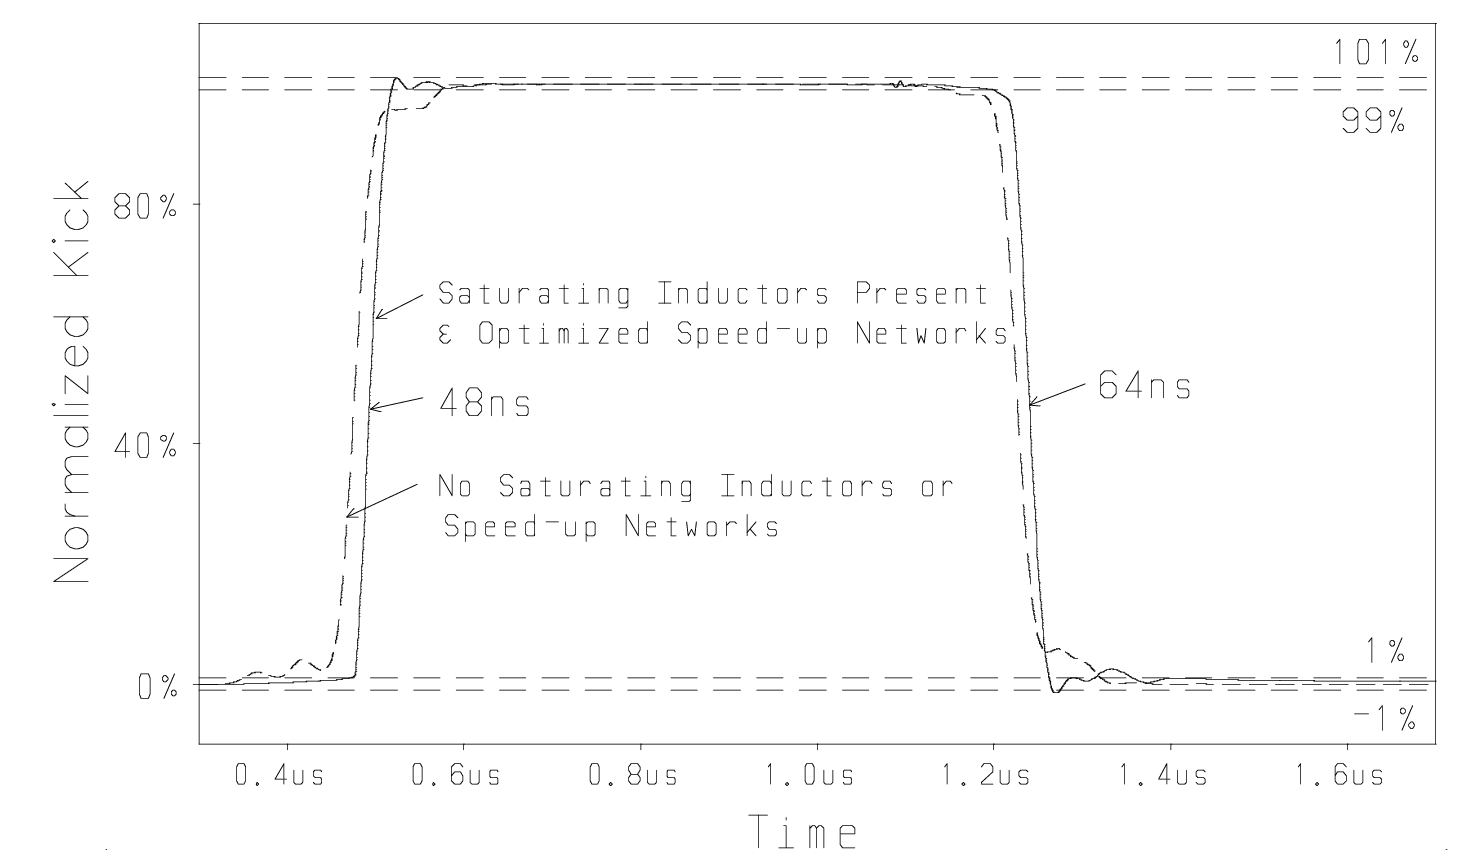 101%
99%
Normalized Kick
80%
Saturating Inductors Present
& Optimized Speed-up Networks
64ns
48ns
40%
No Saturating Inductors or
Speed-up Networks
1%
0%
-1%
0.4us 0.6us 0.8us 1.0us 1.2us 1.4us 1.6us
Time